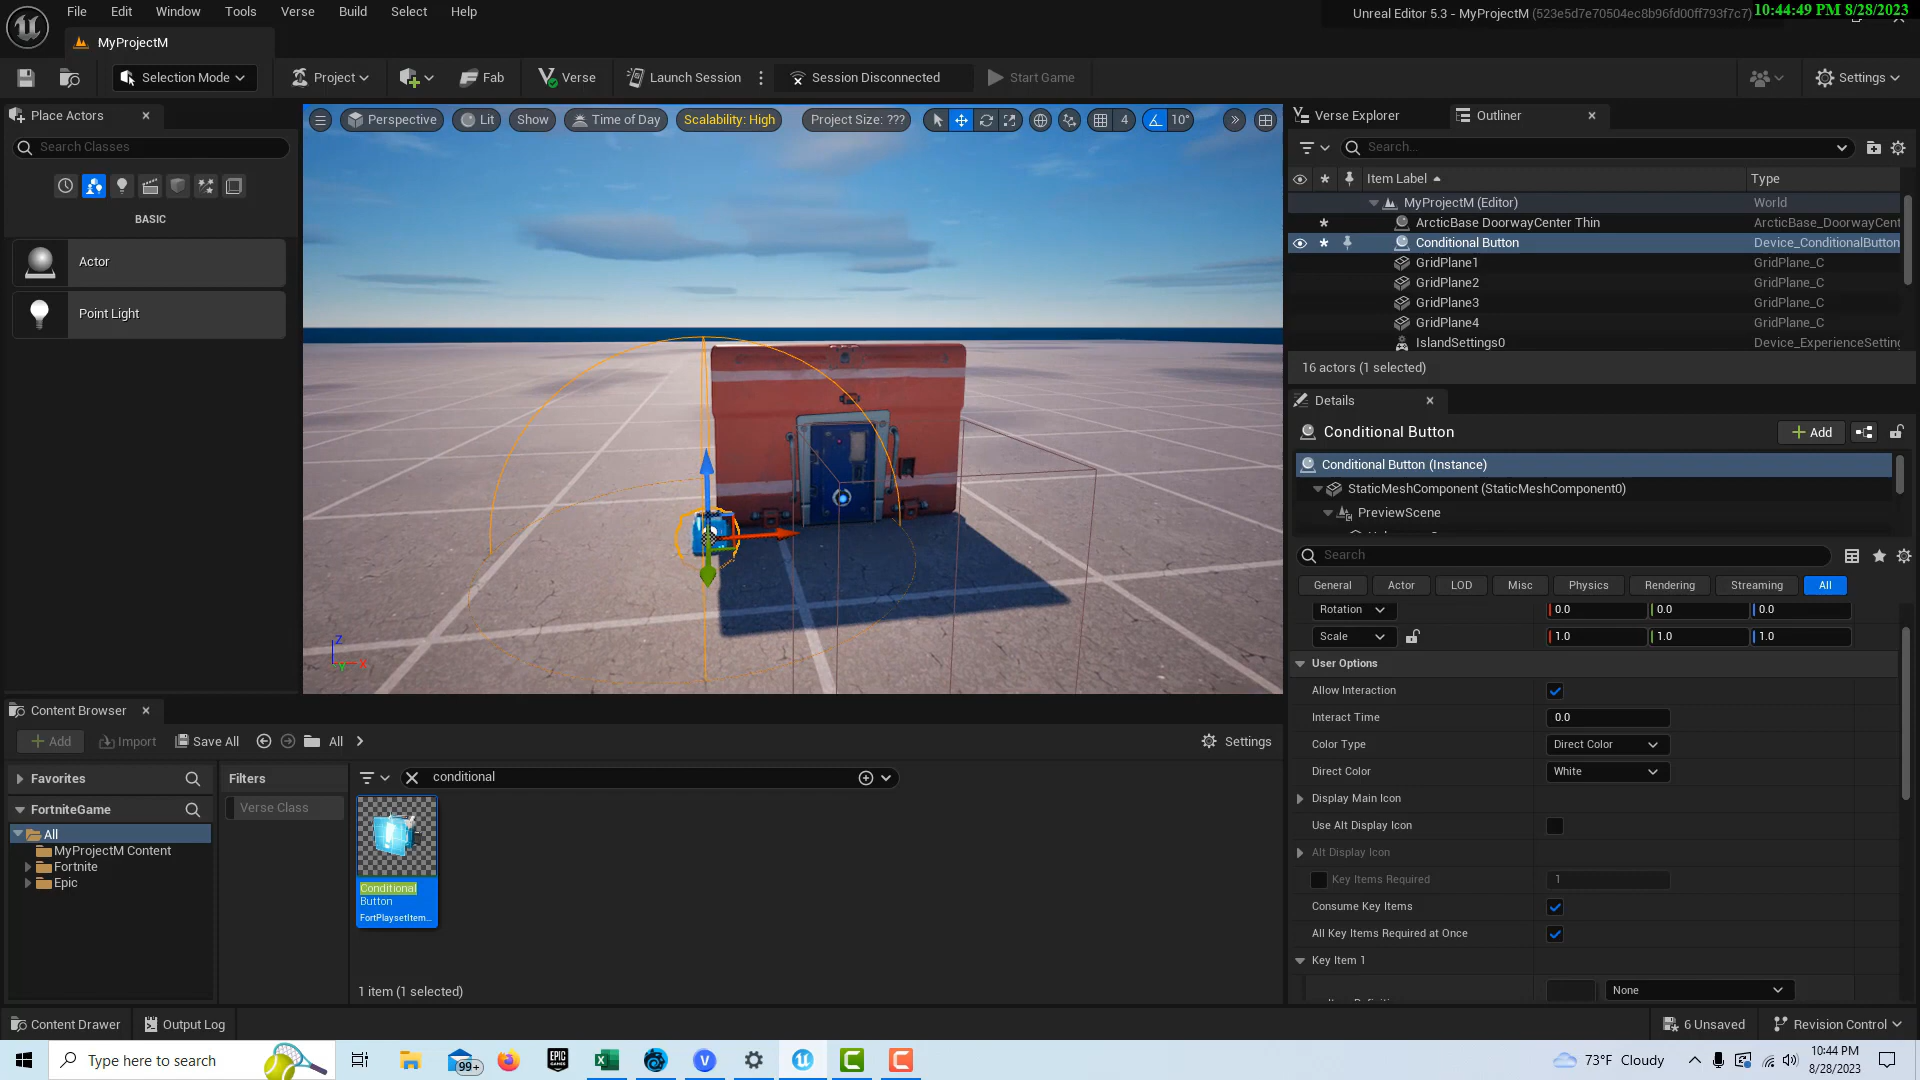 File Edit Window Tools Verse Build Select Help
Unreal Editor 5.3 - MyProjectM (523e5d7e70504ec8b96fd00ff793f7c7)
10:44:49 PM 8/28/2023
MyProjectM
Selection Mode
Project
Fab
Verse
Launch Session
Session Disconnected
Start Game
Settings
Place Actors
Search Classes
BASIC
Actor
Point Light
Perspective
Lit
Show
Time of Day
Scalability: High
Project Size: ???
4
10°
Z
X
Y
Verse Explorer
Outliner
Search...
Item Label
Type
MyProjectM (Editor) World
ArcticBase DoorwayCenter Thin ArcticBase_DoorwayCent
Conditional Button Device_ConditionalButton
GridPlane1 GridPlane_C
GridPlane2 GridPlane_C
GridPlane3 GridPlane_C
GridPlane4 GridPlane_C
IslandSettings0 Device_ExperienceSetting
16 actors (1 selected)
Details
Conditional Button
Add
Conditional Button (Instance)
StaticMeshComponent (StaticMeshComponent0)
PreviewScene
Search
General Actor LOD Misc Physics Rendering Streaming All
Rotation 0.0 0.0 0.0
Scale 1.0 1.0 1.0
User Options
Allow Interaction
Interact Time 0.0
Color Type Direct Color
Direct Color White
Display Main Icon
Use Alt Display Icon
Alt Display Icon
Key Items Required 1
Consume Key Items
All Key Items Required at Once
Key Item 1
None
Content Browser
Add
Import
Save All
All
Settings
Favorites
FortniteGame
All
MyProjectM Content
Fortnite
Epic
Filters
Verse Class
conditional
Conditional
Button
FortPlaysetItem...
1 item (1 selected)
Content Drawer
Output Log
6 Unsaved
Revision Control
Type here to search
99+
EPIC
GAMES
73°F Cloudy
10:44 PM
8/28/2023